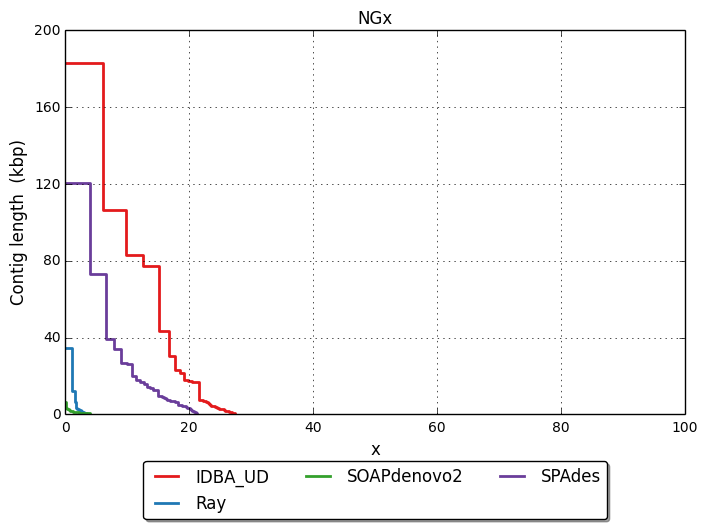 NGx
200
160
120
80
40
0
Contig length  (kbp)
0 20 40 60 80 100
x
IDBA_UD SOAPdenovo2 SPAdes
Ray